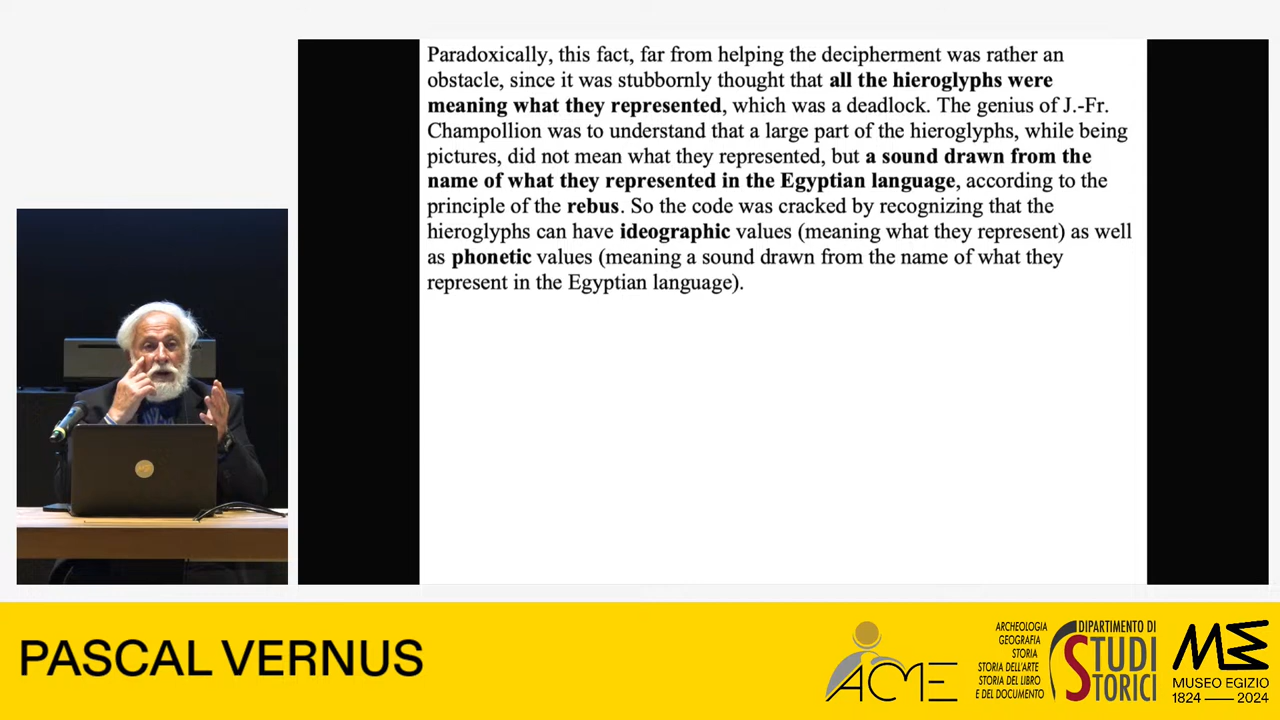 Paradoxically, this fact, far from helping the decipherment was rather an
obstacle, since it was stubbornly thought that all the hieroglyphs were
meaning what they represented, which was a deadlock. The genius of J.-Fr.
Champollion was to understand that a large part of the hieroglyphs, while being
pictures, did not mean what they represented, but a sound drawn from the
name of what they represented in the Egyptian language, according to the
principle of the rebus. So the code was cracked by recognizing that the
hieroglyphs can have ideographic values (meaning what they represent) as well
as phonetic values (meaning a sound drawn from the name of what they
represent in the Egyptian language).
PASCAL VERNUS
ACME
ARCHEOLOGIA
GEOGRAFIA
STORIA
STORIA DELL'ARTE
STORIA DEL LIBRO
E DEL DOCUMENTO
DIPARTIMENTO DI
STUDI
STORICI
ME
MUSEO EGIZIO
1824 — 2024